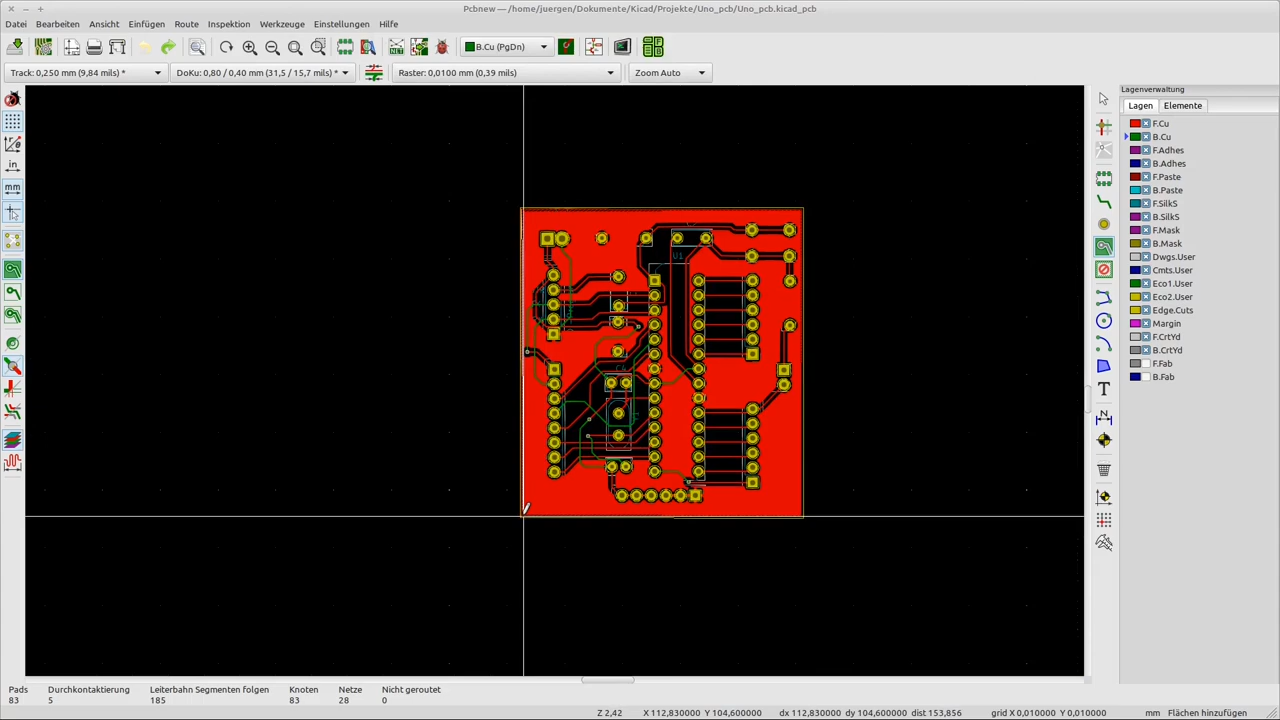 Pcbnew — /home/juergen/Dokumente/Kicad/Projekte/Uno_pcb/Uno_pcb.kicad_pcb
Datei Bearbeiten Ansicht Einfügen Route Inspektion Werkzeuge Einstellungen Hilfe
NET B.Cu (PgDn)
Track: 0,250 mm (9,84 mils) * DoKu: 0,80 / 0,40 mm (31,5 / 15,7 mils) * Raster: 0,0100 mm (0,39 mils) Zoom Auto
Lagenverwaltung
Lagen Elemente
F.Cu
B.Cu
F.Adhes
B.Adhes
F.Paste
B.Paste
F.SilkS
B.SilkS
F.Mask
B.Mask
Dwgs.User
Cmts.User
Eco1.User
Eco2.User
Edge.Cuts
Margin
F.CrtYd
B.CrtYd
F.Fab
B.Fab
in
mm
U1
Pads Durchkontaktierung Leiterbahn Segmenten folgen Knoten Netze Nicht geroutet
83 5 185 83 28 0
Z 2,42 X 112,830000 Y 104,600000 dx 112,830000 dy 104,600000 dist 153,856 grid X 0,010000 Y 0,010000 mm Flächen hinzufügen